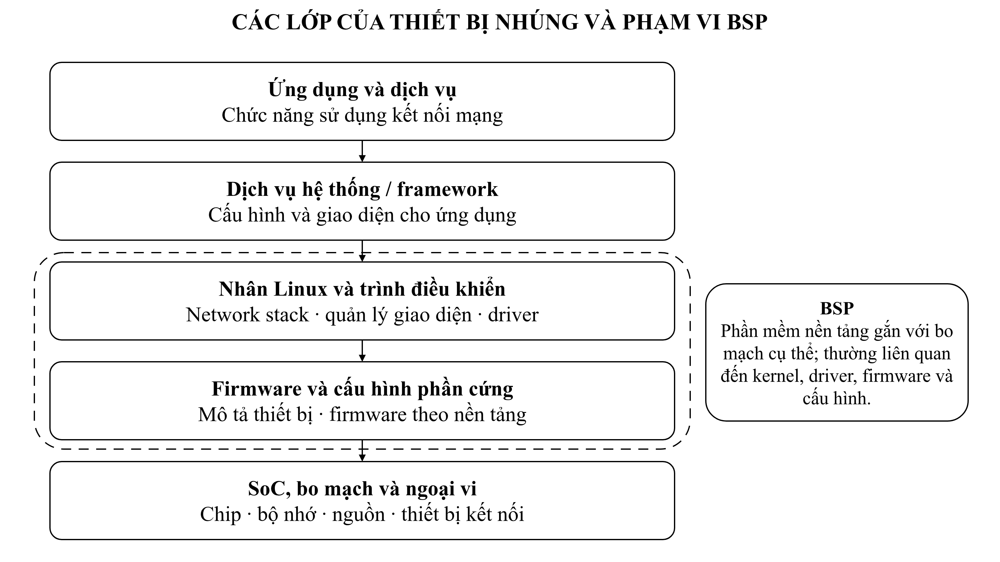 CÁC LỚP CỦA THIẾT BỊ NHÚNG VÀ PHẠM VI BSP
Ứng dụng và dịch vụ
Chức năng sử dụng kết nối mạng
Dịch vụ hệ thống / framework
Cấu hình và giao diện cho ứng dụng
Nhân Linux và trình điều khiển
Network stack · quản lý giao diện · driver
Firmware và cấu hình phần cứng
Mô tả thiết bị · firmware theo nền tảng
SoC, bo mạch và ngoại vi
Chip · bộ nhớ · nguồn · thiết bị kết nối
BSP
Phần mềm nền tảng gắn với bo
mạch cụ thể; thường liên quan
đến kernel, driver, firmware và
cấu hình.